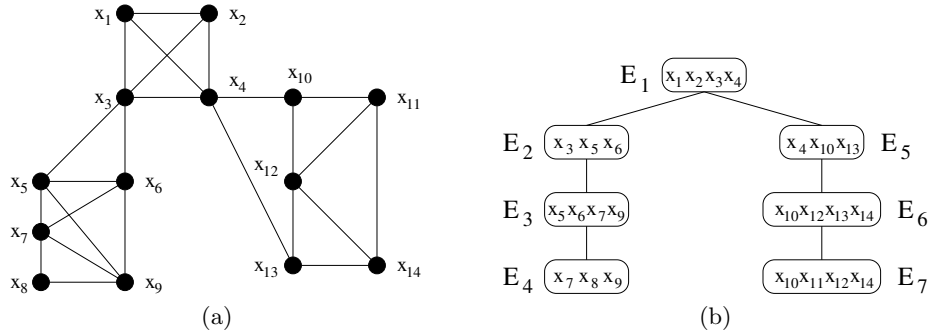 x₁ x₂
x₃ x₄ x₁₀ x₁₁
x₁₂
x₅ x₆
x₇
x₈ x₉ x₁₃ x₁₄
(a)
E₁ x₁x₂x₃x₄
E₂ x₃x₅x₆ x₄x₁₀x₁₃ E₅
E₃ x₅x₆x₇x₉ x₁₀x₁₂x₁₃x₁₄ E₆
E₄ x₇x₈x₉ x₁₀x₁₁x₁₂x₁₄ E₇
(b)